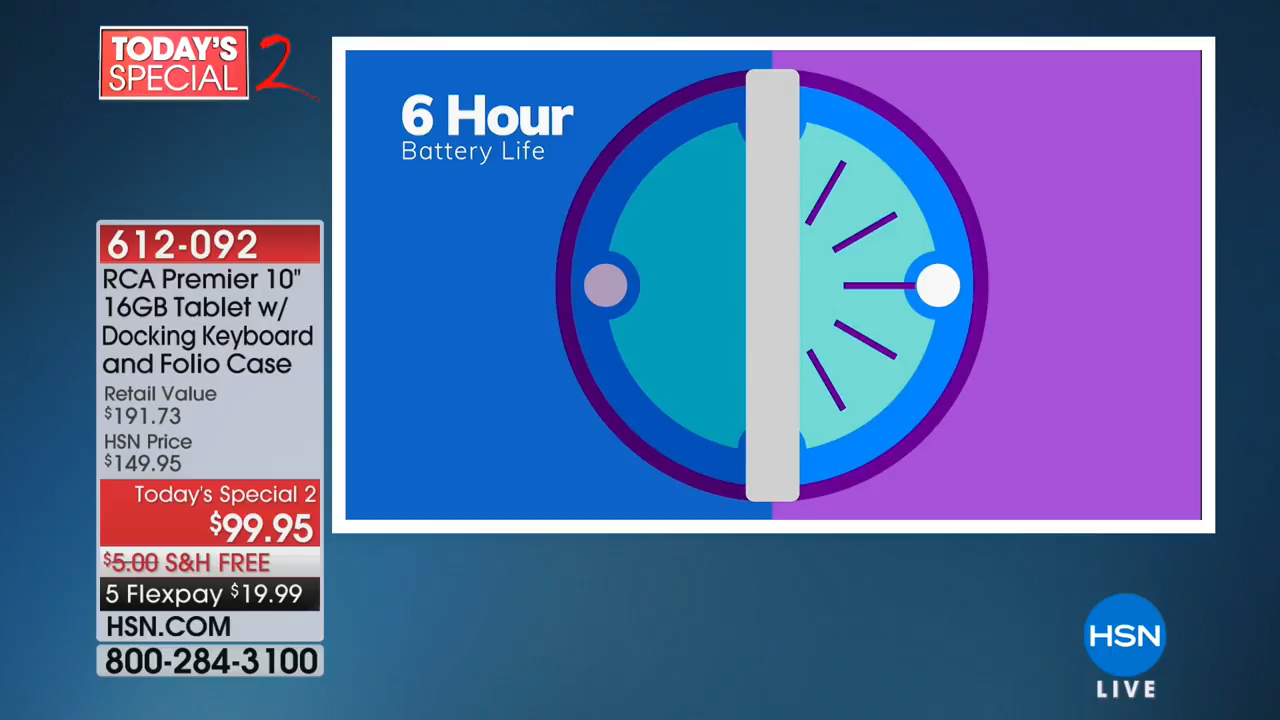 TODAY'S
SPECIAL 2
6 Hour
Battery Life
612-092
RCA Premier 10"
16GB Tablet w/
Docking Keyboard
and Folio Case
Retail Value
$191.73
HSN Price
$149.95
Today's Special 2
$99.95
$5.00 S&H FREE
5 Flexpay $19.99
HSN.COM
800-284-3100
HSN
LIVE